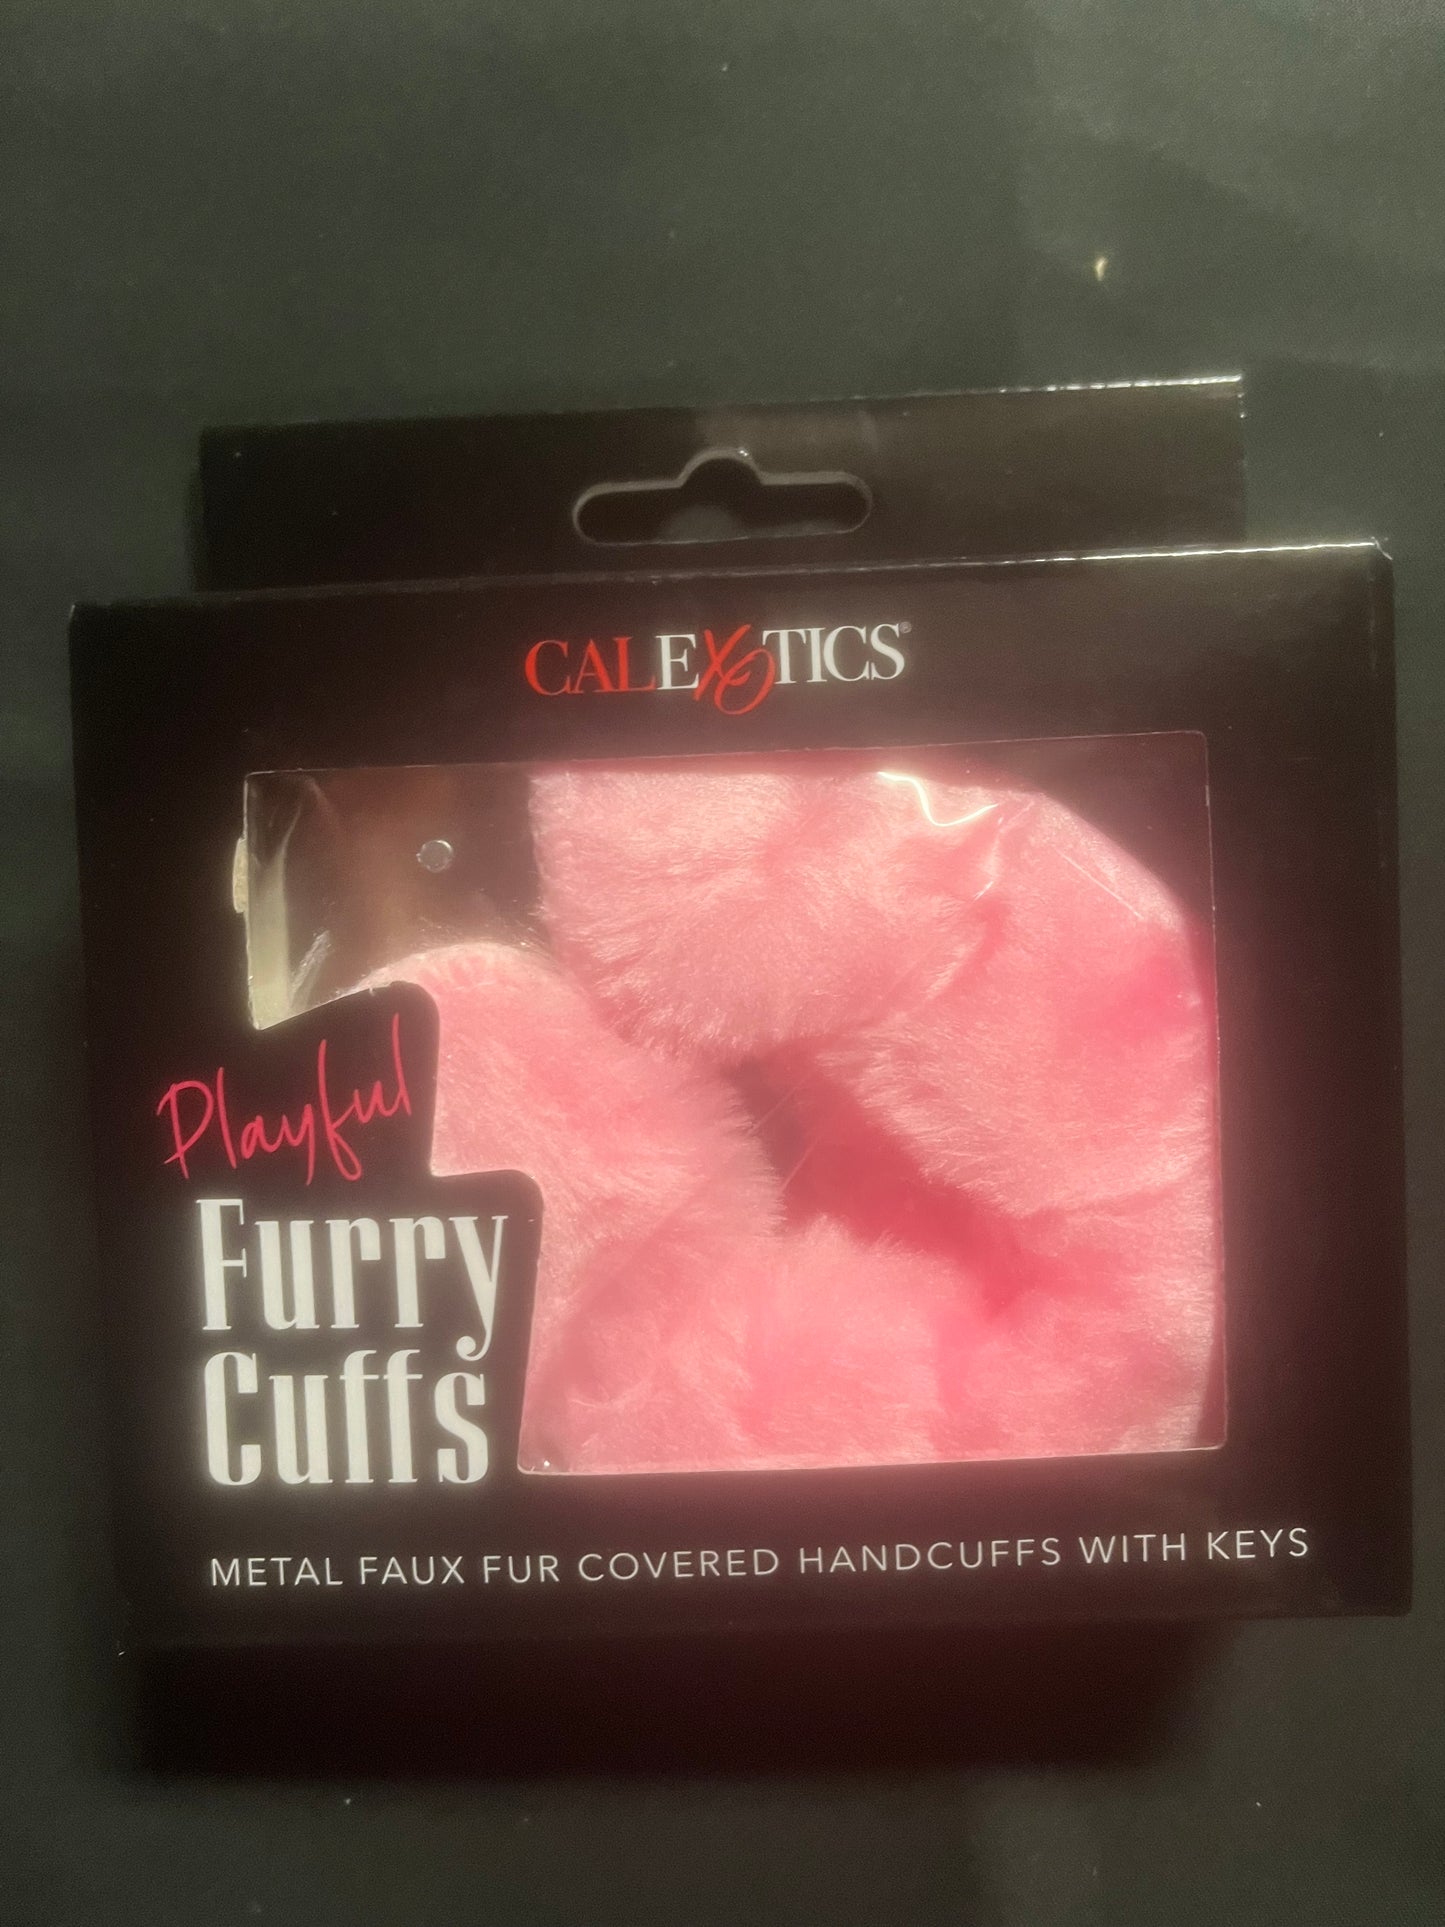 CALEXOTICS®
Playful
Furry
Cuffs
METAL FAUX FUR COVERED HANDCUFFS WITH KEYS